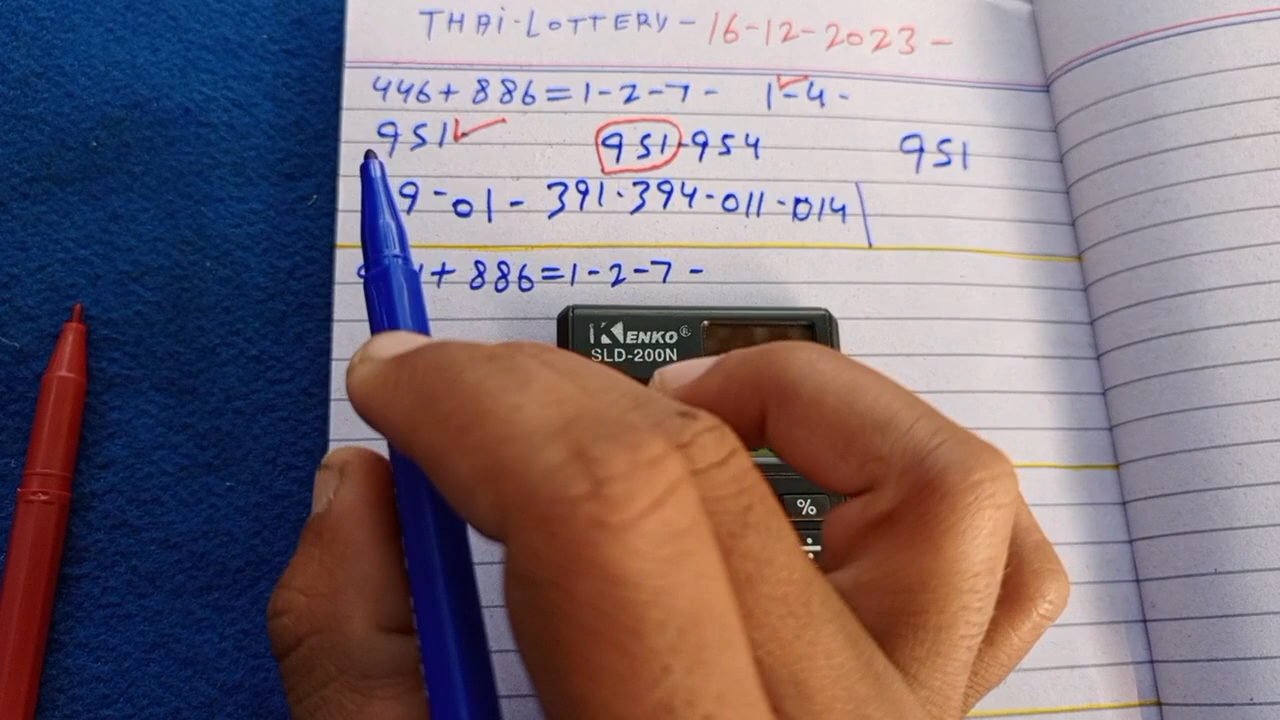 THAi-LOTTERY - 16-12-2023 -
446 + 886 = 1-2-7 - 1-4 -
951 951-954 951
9-01 - 391-394-011-014
+ 886 = 1-2-7 -
KENKO®
SLD-200N
%
÷